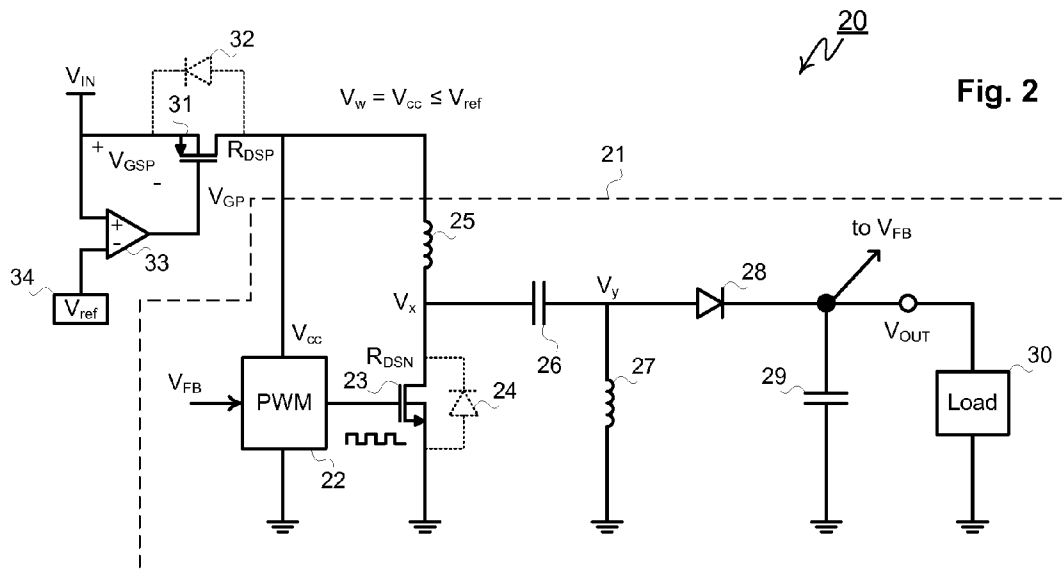 20
Fig. 2
32
V_IN
31
V_w = V_cc ≤ V_ref
+
V_GSP
-
R_DSP
V_GP
21
+
-
33
25
to V_FB
34
V_ref
28
V_x
V_y
V_OUT
V_cc
26
R_DSN
23
24
27
29
30
V_FB
PWM
Load
22